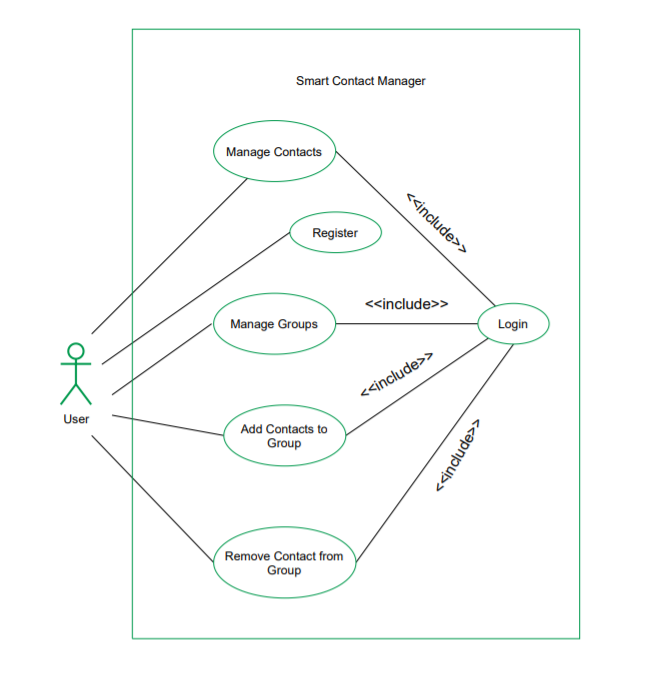 Smart Contact Manager
Manage Contacts
<<include>>
Register
<<include>>
Manage Groups
Login
<<include>>
User
Add Contacts to
Group
<<include>>
Remove Contact from
Group